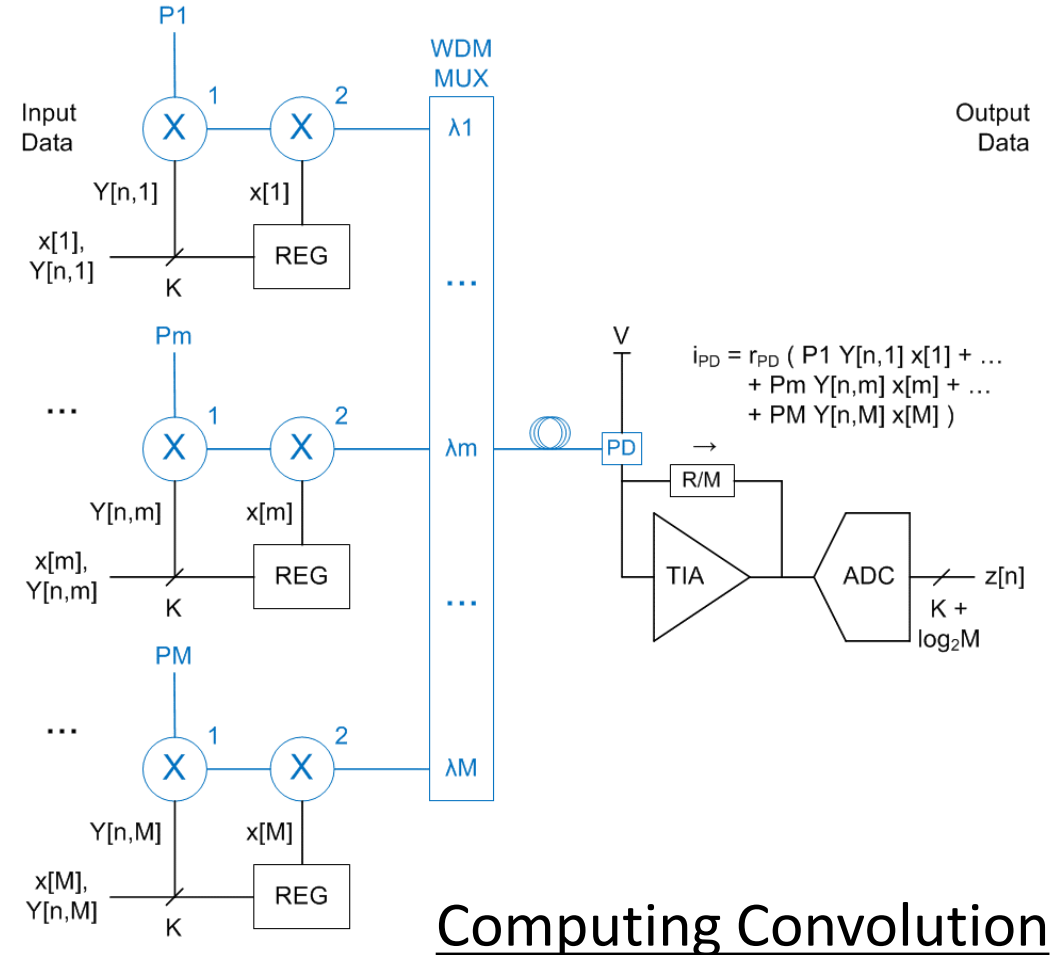 P1
WDM
MUX
Input
Data
X
1
X
2
λ1
Output
Data
Y[n,1]
x[1]
x[1],
Y[n,1]
K
REG
...
Pm
V
iPD = rPD ( P1 Y[n,1] x[1] + ...
+ Pm Y[n,m] x[m] + ...
+ PM Y[n,M] x[M] )
...
X
1
X
2
λm
PD
→
R/M
Y[n,m]
x[m]
x[m],
Y[n,m]
K
REG
...
TIA
ADC
z[n]
K +
log₂M
PM
...
X
1
X
2
λM
Y[n,M]
x[M]
x[M],
Y[n,M]
K
REG
Computing Convolution